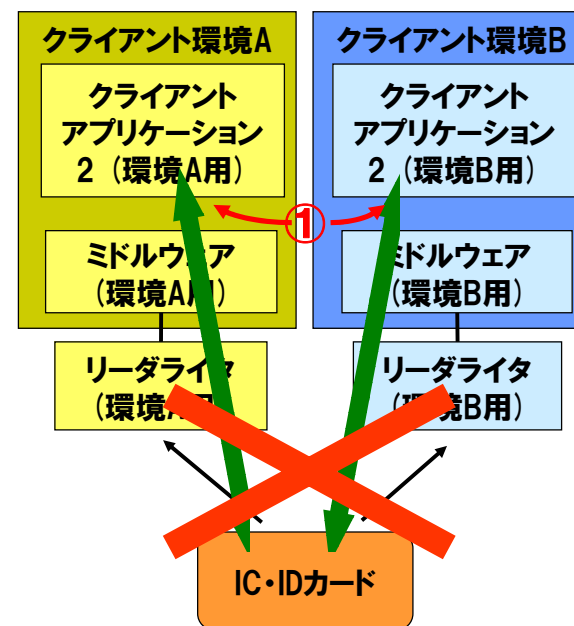 クライアント環境A
クライアント
アプリケーション
2（環境A用）
ミドルウェア
（環境A用）
リーダライタ
（環境A用）
クライアント環境B
クライアント
アプリケーション
2（環境B用）
ミドルウェア
（環境B用）
リーダライタ
（環境B用）
①
IC・IDカード